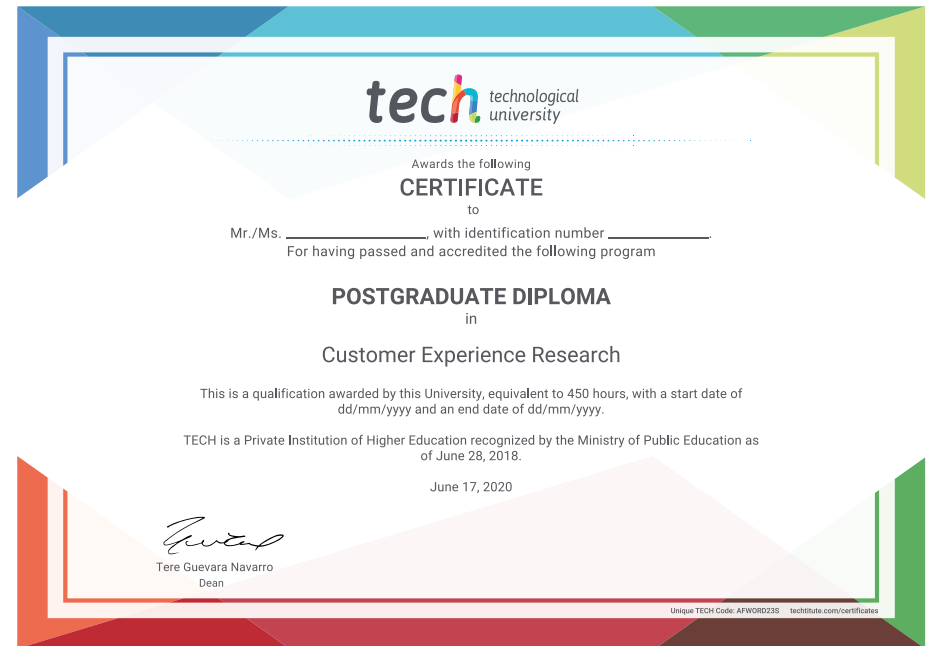 tech technological
university
Awards the following
CERTIFICATE
to
Mr./Ms. ____________________, with identification number ______________.
For having passed and accredited the following program
POSTGRADUATE DIPLOMA
in
Customer Experience Research
This is a qualification awarded by this University, equivalent to 450 hours, with a start date of
dd/mm/yyyy and an end date of dd/mm/yyyy.
TECH is a Private Institution of Higher Education recognized by the Ministry of Public Education as
of June 28, 2018.
June 17, 2020
Tere Guevara Navarro
Dean
Unique TECH Code: AFWORD23S techtitute.com/certificates